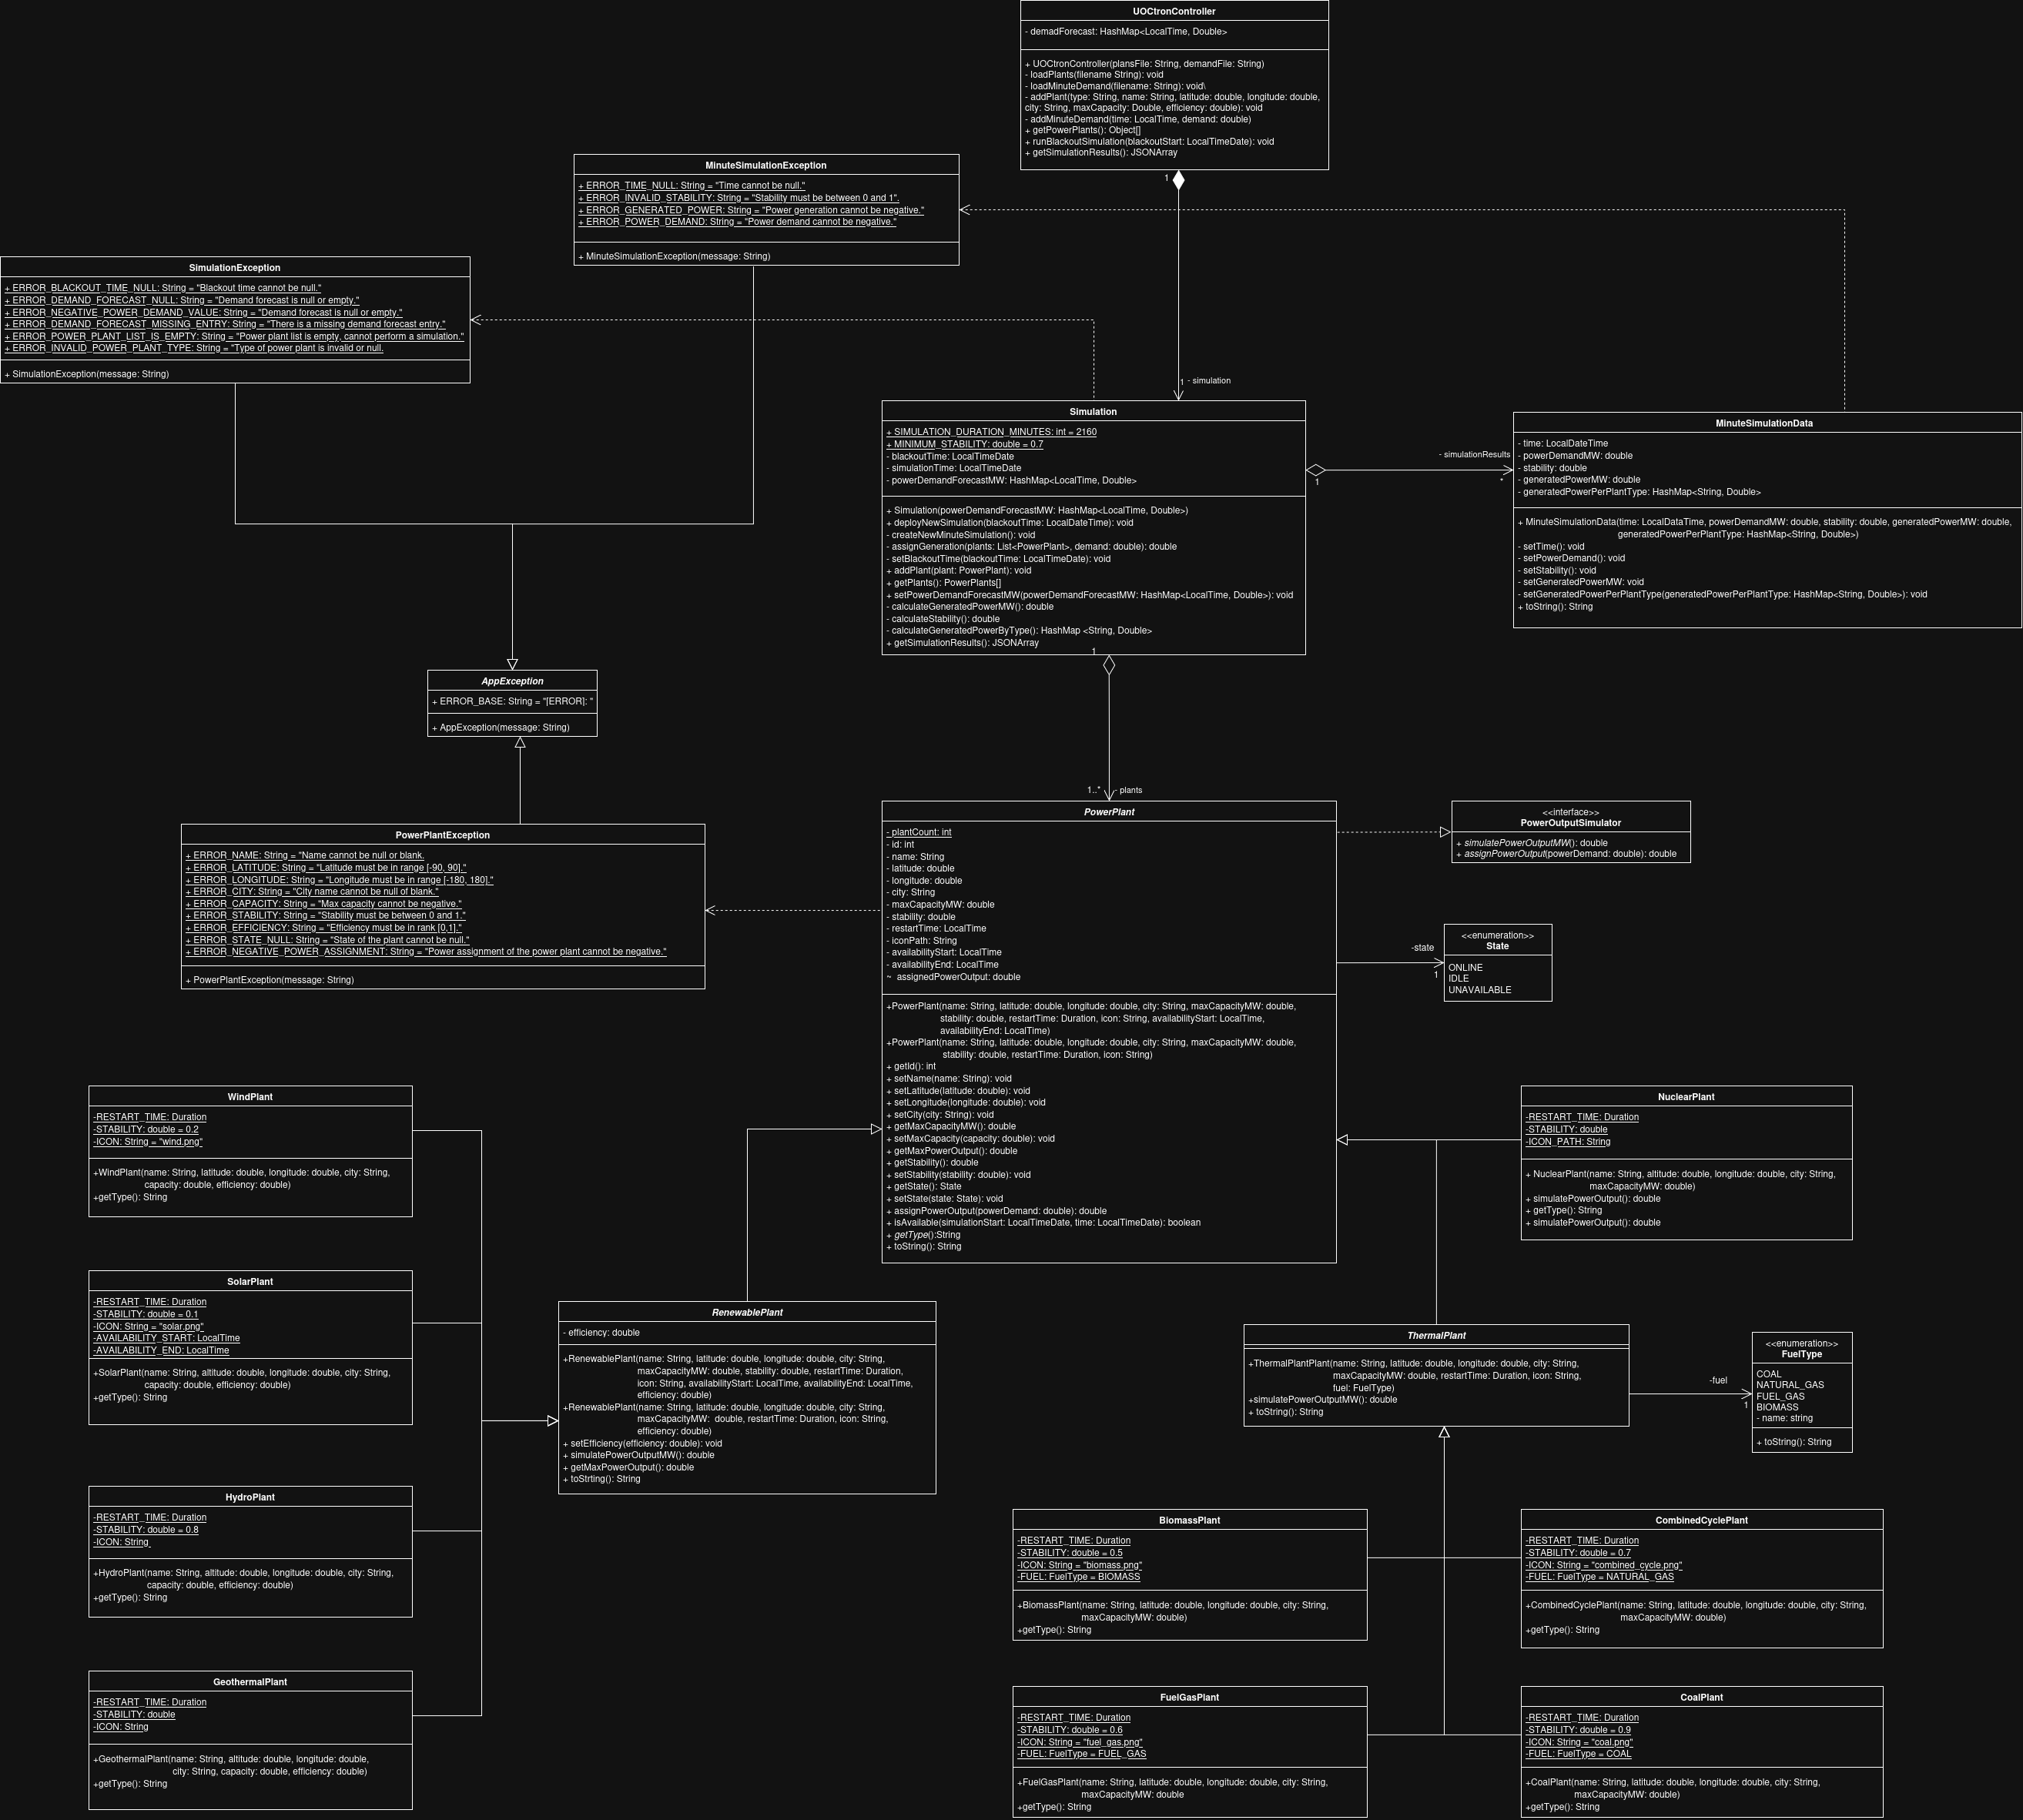 UOCtronController
- demadForecast: HashMap<LocalTime, Double>
+ UOCtronController(plansFile: String, demandFile: String)
- loadPlants(filename String): void
- loadMinuteDemand(filename: String): void\
- addPlant(type: String, name: String, latitude: double, longitude: double,
city: String, maxCapacity: Double, efficiency: double): void
- addMinuteDemand(time: LocalTime, demand: double)
+ getPowerPlants(): Object[]
+ runBlackoutSimulation(blackoutStart: LocalTimeDate): void
+ getSimulationResults(): JSONArray
1
1
- simulation
MinuteSimulationException
+ ERROR_TIME_NULL: String = "Time cannot be null."
+ ERROR_INVALID_STABILITY: String = "Stability must be between 0 and 1".
+ ERROR_GENERATED_POWER: String = "Power generation cannot be negative."
+ ERROR_POWER_DEMAND: String = "Power demand cannot be negative."
+ MinuteSimulationException(message: String)
SimulationException
+ ERROR_BLACKOUT_TIME_NULL: String = "Blackout time cannot be null."
+ ERROR_DEMAND_FORECAST_NULL: String = "Demand forecast is null or empty."
+ ERROR_NEGATIVE_POWER_DEMAND_VALUE: String = "Demand forecast is null or empty."
+ ERROR_DEMAND_FORECAST_MISSING_ENTRY: String = "There is a missing demand forecast entry."
+ ERROR_POWER_PLANT_LIST_IS_EMPTY: String = "Power plant list is empty, cannot perform a simulation."
+ ERROR_INVALID_POWER_PLANT_TYPE: String = "Type of power plant is invalid or null.
+ SimulationException(message: String)
Simulation
+ SIMULATION_DURATION_MINUTES: int = 2160
+ MINIMUM_STABILITY: double = 0.7
- blackoutTime: LocalTimeDate
- simulationTime: LocalTimeDate
- powerDemandForecastMW: HashMap<LocalTime, Double>
+ Simulation(powerDemandForecastMW: HashMap<LocalTime, Double>)
+ deployNewSimulation(blackoutTime: LocalDateTime): void
- createNewMinuteSimulation(): void
- assignGeneration(plants: List<PowerPlant>, demand: double): double
- setBlackoutTime(blackoutTime: LocalTimeDate): void
+ addPlant(plant: PowerPlant): void
+ getPlants(): PowerPlants[]
+ setPowerDemandForecastMW(powerDemandForecastMW: HashMap<LocalTime, Double>): void
- calculateGeneratedPowerMW(): double
- calculateStability(): double
- calculateGeneratedPowerByType(): HashMap <String, Double>
+ getSimulationResults(): JSONArray
- simulationResults
1
*
MinuteSimulationData
- time: LocalDateTime
- powerDemandMW: double
- stability: double
- generatedPowerMW: double
- generatedPowerPerPlantType: HashMap<String, Double>
+ MinuteSimulationData(time: LocalDataTime, powerDemandMW: double, stability: double, generatedPowerMW: double,
generatedPowerPerPlantType: HashMap<String, Double>)
- setTime(): void
- setPowerDemand(): void
- setStability(): void
- setGeneratedPowerMW: void
- setGeneratedPowerPerPlantType(generatedPowerPerPlantType: HashMap<String, Double>): void
+ toString(): String
1
1..*
- plants
AppException
+ ERROR_BASE: String = "[ERROR]: "
+ AppException(message: String)
PowerPlantException
+ ERROR_NAME: String = "Name cannot be null or blank.
+ ERROR_LATITUDE: String = "Latitude must be in range [-90, 90]."
+ ERROR_LONGITUDE: String = "Longitude must be in range [-180, 180]."
+ ERROR_CITY: String = "City name cannot be null of blank."
+ ERROR_CAPACITY: String = "Max capacity cannot be negative."
+ ERROR_STABILITY: String = "Stability must be between 0 and 1."
+ ERROR_EFFICIENCY: String = "Efficiency must be in rank [0,1]."
+ ERROR_STATE_NULL: String = "State of the plant cannot be null."
+ ERROR_NEGATIVE_POWER_ASSIGNMENT: String = "Power assignment of the power plant cannot be negative."
+ PowerPlantException(message: String)
PowerPlant
- plantCount: int
- id: int
- name: String
- latitude: double
- longitude: double
- city: String
- maxCapacityMW: double
- stability: double
- restartTime: LocalTime
- iconPath: String
- availabilityStart: LocalTime
- availabilityEnd: LocalTime
~ assignedPowerOutput: double
+PowerPlant(name: String, latitude: double, longitude: double, city: String, maxCapacityMW: double,
stability: double, restartTime: Duration, icon: String, availabilityStart: LocalTime,
availabilityEnd: LocalTime)
+PowerPlant(name: String, latitude: double, longitude: double, city: String, maxCapacityMW: double,
stability: double, restartTime: Duration, icon: String)
+ getId(): int
+ setName(name: String): void
+ setLatitude(latitude: double): void
+ setLongitude(longitude: double): void
+ setCity(city: String): void
+ getMaxCapacityMW(): double
+ setMaxCapacity(capacity: double): void
+ getMaxPowerOutput(): double
+ getStability(): double
+ setStability(stability: double): void
+ getState(): State
+ setState(state: State): void
+ assignPowerOutput(powerDemand: double): double
+ isAvailable(simulationStart: LocalTimeDate, time: LocalTimeDate): boolean
+ getType():String
+ toString(): String
<<interface>>
PowerOutputSimulator
+ simulatePowerOutputMW(): double
+ assignPowerOutput(powerDemand: double): double
-state
1
<<enumeration>>
State
ONLINE
IDLE
UNAVAILABLE
WindPlant
-RESTART_TIME: Duration
-STABILITY: double = 0.2
-ICON: String = "wind.png"
+WindPlant(name: String, latitude: double, longitude: double, city: String,
capacity: double, efficiency: double)
+getType(): String
NuclearPlant
-RESTART_TIME: Duration
-STABILITY: double
-ICON_PATH: String
+ NuclearPlant(name: String, altitude: double, longitude: double, city: String,
maxCapacityMW: double)
+ simulatePowerOutput(): double
+ getType(): String
+ simulatePowerOutput(): double
SolarPlant
-RESTART_TIME: Duration
-STABILITY: double = 0.1
-ICON: String = "solar.png"
-AVAILABILITY_START: LocalTime
-AVAILABILITY_END: LocalTime
+SolarPlant(name: String, altitude: double, longitude: double, city: String,
capacity: double, efficiency: double)
+getType(): String
RenewablePlant
- efficiency: double
+RenewablePlant(name: String, latitude: double, longitude: double, city: String,
maxCapacityMW: double, stability: double, restartTime: Duration,
icon: String, availabilityStart: LocalTime, availabilityEnd: LocalTime,
efficiency: double)
+RenewablePlant(name: String, latitude: double, longitude: double, city: String,
maxCapacityMW: double, restartTime: Duration, icon: String,
efficiency: double)
+ setEfficiency(efficiency: double): void
+ simulatePowerOutputMW(): double
+ getMaxPowerOutput(): double
+ toStrting(): String
ThermalPlant
+ThermalPlantPlant(name: String, latitude: double, longitude: double, city: String,
maxCapacityMW: double, restartTime: Duration, icon: String,
fuel: FuelType)
+simulatePowerOutputMW(): double
+ toString(): String
-fuel
1
<<enumeration>>
FuelType
COAL
NATURAL_GAS
FUEL_GAS
BIOMASS
- name: string
+ toString(): String
HydroPlant
-RESTART_TIME: Duration
-STABILITY: double = 0.8
-ICON: String
+HydroPlant(name: String, altitude: double, longitude: double, city: String,
capacity: double, efficiency: double)
+getType(): String
BiomassPlant
-RESTART_TIME: Duration
-STABILITY: double = 0.5
-ICON: String = "biomass.png"
-FUEL: FuelType = BIOMASS
+BiomassPlant(name: String, latitude: double, longitude: double, city: String,
maxCapacityMW: double)
+getType(): String
CombinedCyclePlant
-RESTART_TIME: Duration
-STABILITY: double = 0.7
-ICON: String = "combined_cycle.png"
-FUEL: FuelType = NATURAL_GAS
+CombinedCyclePlant(name: String, latitude: double, longitude: double, city: String,
maxCapacityMW: double)
+getType(): String
GeothermalPlant
-RESTART_TIME: Duration
-STABILITY: double
-ICON: String
+GeothermalPlant(name: String, altitude: double, longitude: double,
city: String, capacity: double, efficiency: double)
+getType(): String
FuelGasPlant
-RESTART_TIME: Duration
-STABILITY: double = 0.6
-ICON: String = "fuel_gas.png"
-FUEL: FuelType = FUEL_GAS
+FuelGasPlant(name: String, latitude: double, longitude: double, city: String,
maxCapacityMW: double
+getType(): String
CoalPlant
-RESTART_TIME: Duration
-STABILITY: double = 0.9
-ICON: String = "coal.png"
-FUEL: FuelType = COAL
+CoalPlant(name: String, latitude: double, longitude: double, city: String,
maxCapacityMW: double)
+getType(): String